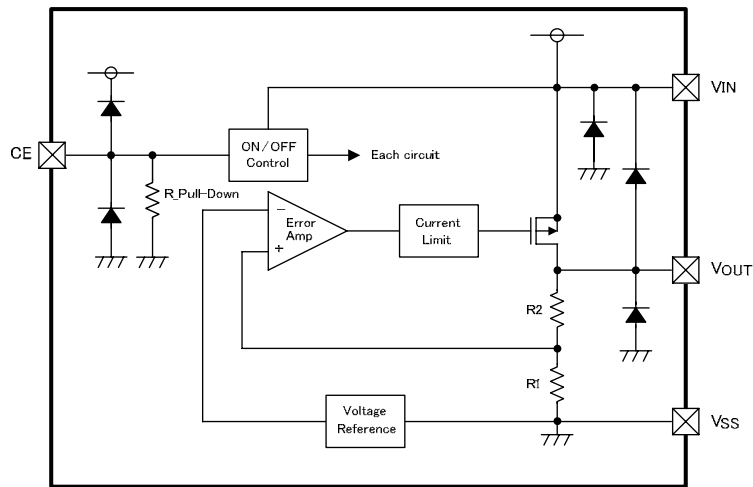 VIN
CE
ON/OFF
Control
Each circuit
R_Pull-Down
−
Error
Amp
+
Current
Limit
VOUT
R2
R1
Voltage
Reference
VSS